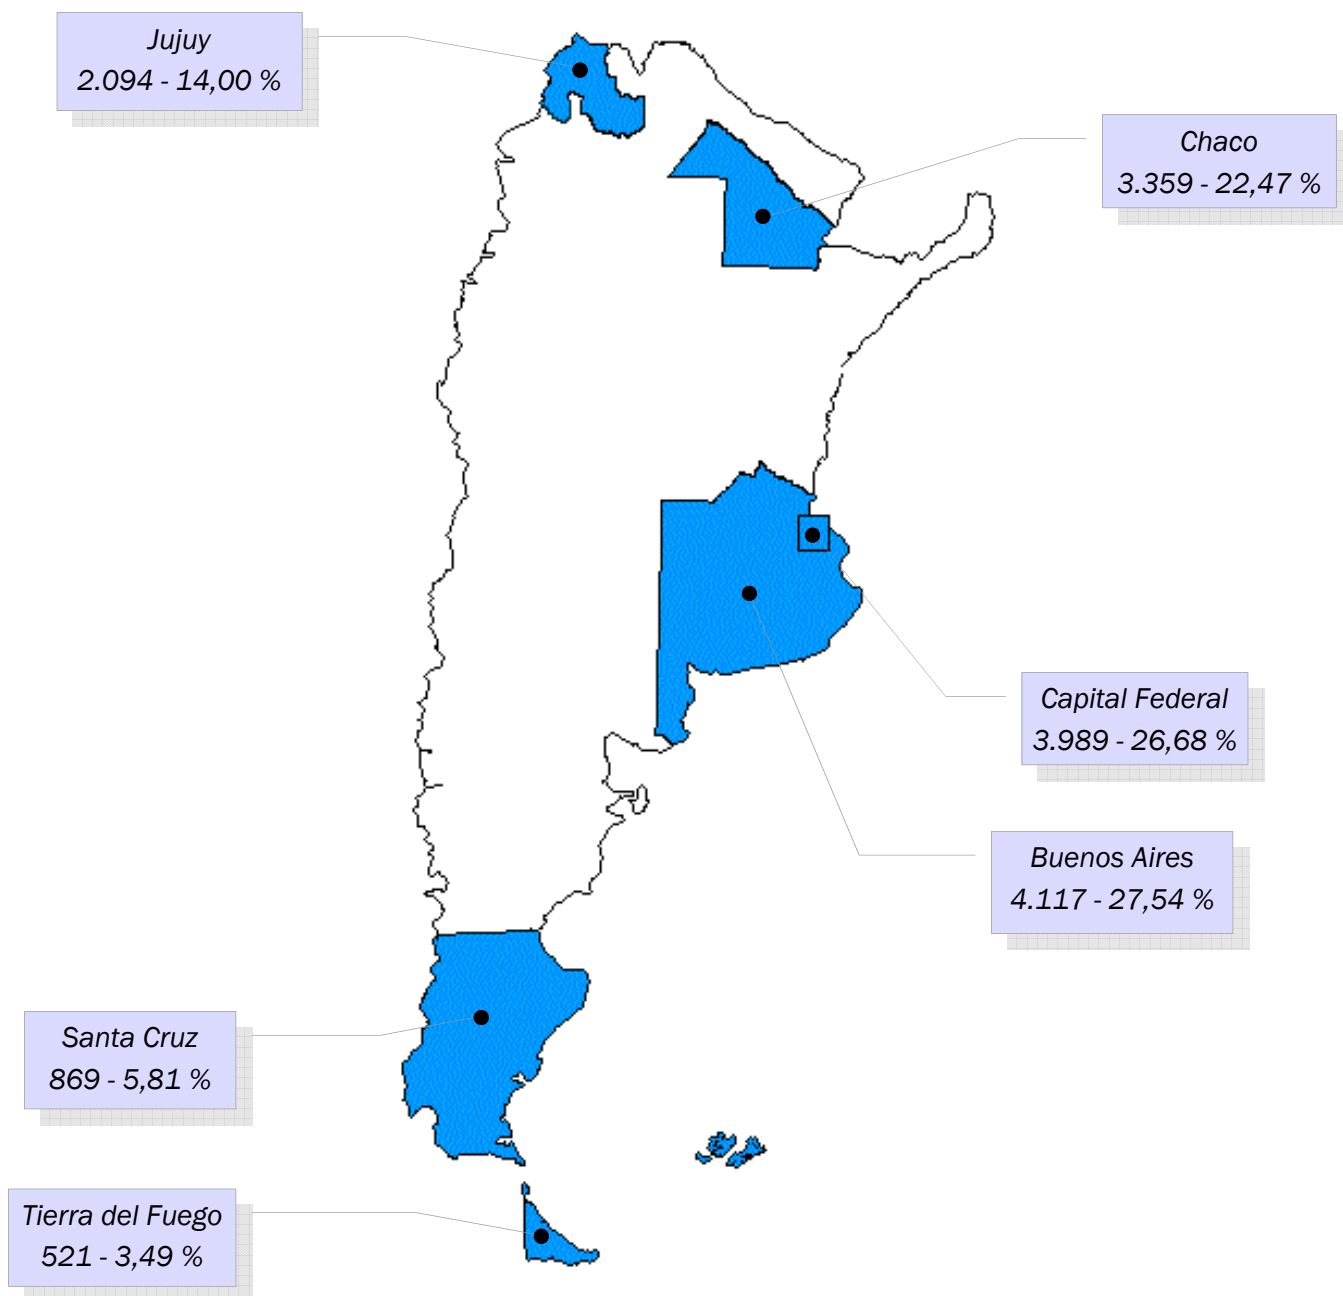 Jujuy
2.094 - 14,00 %
Chaco
3.359 - 22,47 %
Capital Federal
3.989 - 26,68 %
Buenos Aires
4.117 - 27,54 %
Santa Cruz
869 - 5,81 %
Tierra del Fuego
521 - 3,49 %